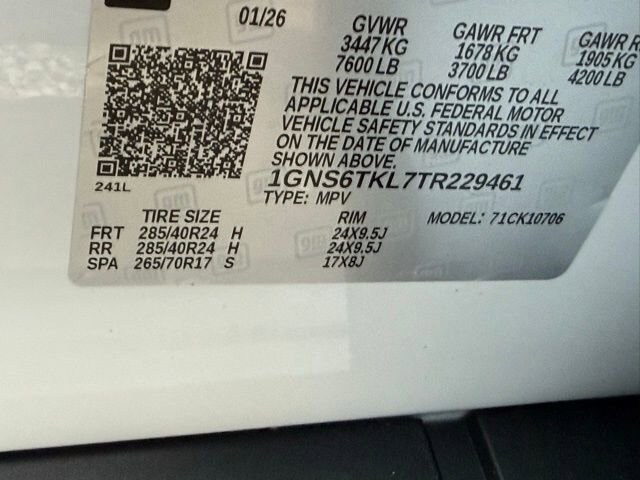 01/26
GVWR
3447 KG
7600 LB
GAWR FRT
1678 KG
3700 LB
GAWR R
1905 KG
4200 LB
THIS VEHICLE CONFORMS TO ALL
APPLICABLE U.S. FEDERAL MOTOR
VEHICLE SAFETY STANDARDS IN EFFECT
ON THE DATE OF MANUFACTURE
SHOWN ABOVE.
1GNS6TKL7TR229461
TYPE: MPV
241L
TIRE SIZE RIM MODEL: 71CK10706
FRT 285/40R24 H 24X9.5J
RR 285/40R24 H 24X9.5J
SPA 265/70R17 S 17X8J